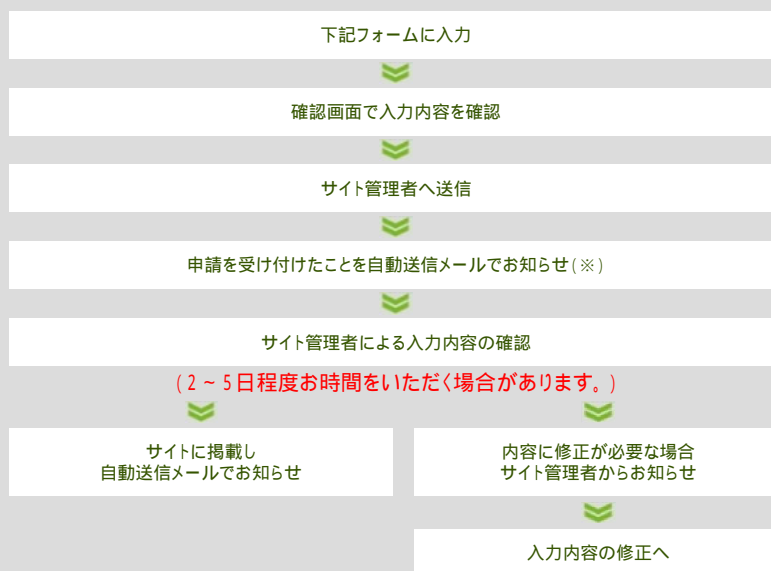 下記フォームに入力
確認画面で入力内容を確認
サイト管理者へ送信
申請を受け付けたことを自動送信メールでお知らせ(※)
サイト管理者による入力内容の確認
(2～5日程度お時間をいただく場合があります。)
サイトに掲載し
自動送信メールでお知らせ
内容に修正が必要な場合
サイト管理者からお知らせ
入力内容の修正へ